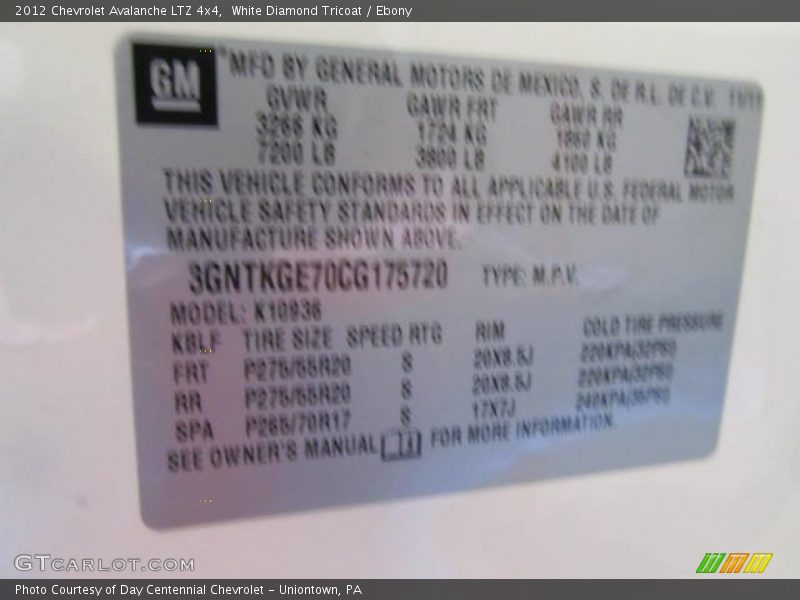 2012 Chevrolet Avalanche LTZ 4x4,  White Diamond Tricoat / Ebony
GM
MFD BY GENERAL MOTORS DE MEXICO, S. DE R.L. DE C.V. 11/11
GVWR GAWR FRT GAWR RR
3266 KG 1724 KG 1860 KG
7200 LB 3800 LB 4100 LB
THIS VEHICLE CONFORMS TO ALL APPLICABLE U.S. FEDERAL MOTOR
VEHICLE SAFETY STANDARDS IN EFFECT ON THE DATE OF
MANUFACTURE SHOWN ABOVE.
3GNTKGE70CG175720 TYPE: M.P.V.
MODEL: K10936
KBLF TIRE SIZE SPEED RTG RIM COLD TIRE PRESSURE
FRT P275/55R20 S 20X8.5J 220KPA(32PSI)
RR P275/55R20 S 20X8.5J 220KPA(32PSI)
SPA P265/70R17 S 17X7J 240KPA(35PSI)
SEE OWNER'S MANUAL FOR MORE INFORMATION.
GTCARLOT.COM
Photo Courtesy of Day Centennial Chevrolet – Uniontown, PA